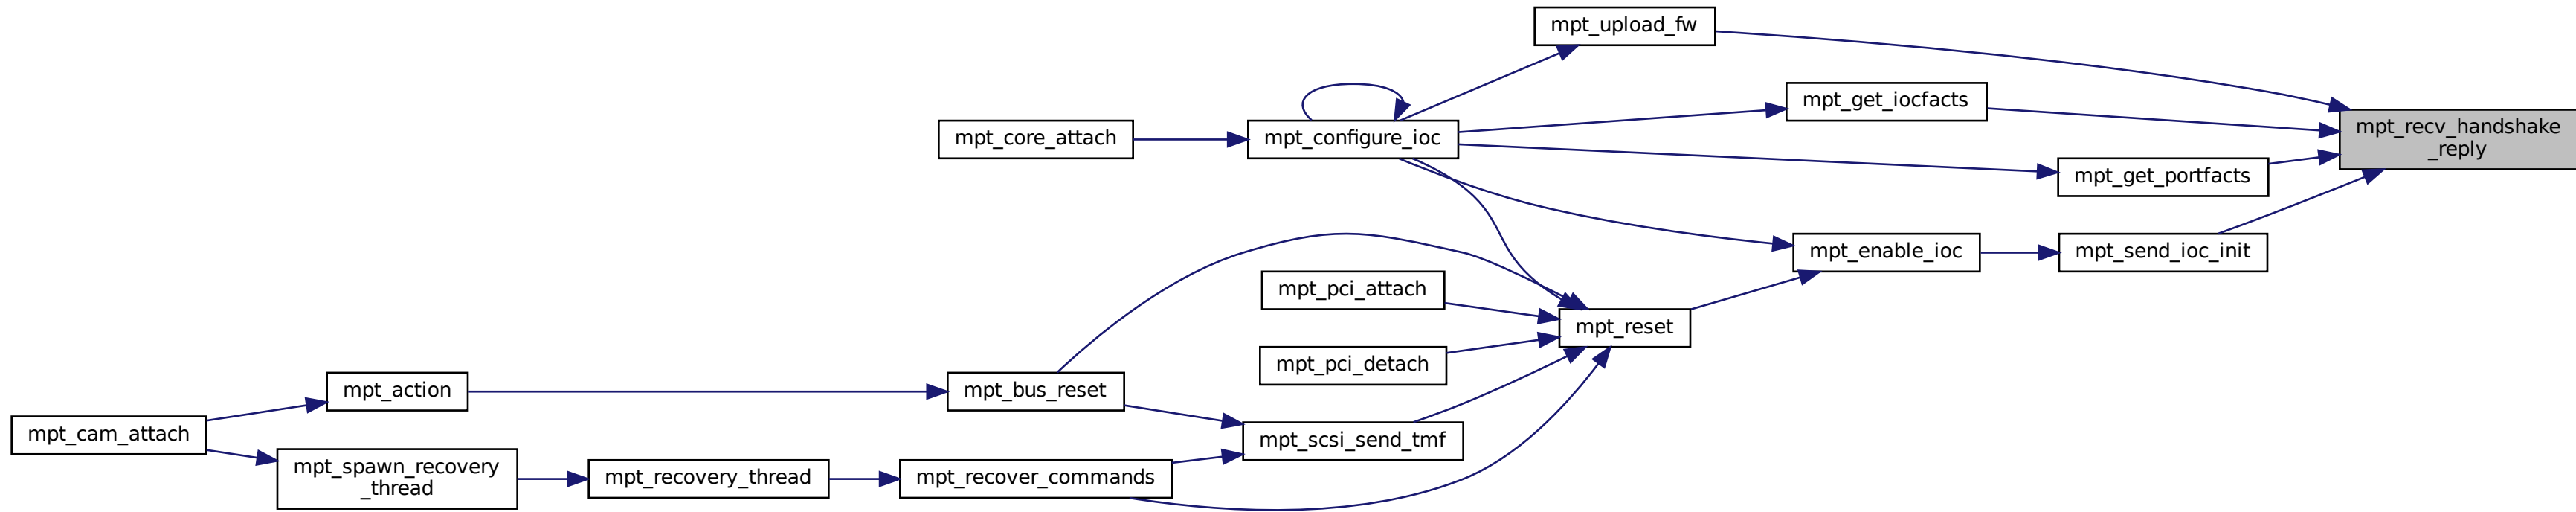 mpt_upload_fw
mpt_get_iocfacts
mpt_recv_handshake
_reply
mpt_core_attach
mpt_configure_ioc
mpt_get_portfacts
mpt_enable_ioc
mpt_send_ioc_init
mpt_pci_attach
mpt_reset
mpt_pci_detach
mpt_action
mpt_bus_reset
mpt_cam_attach
mpt_scsi_send_tmf
mpt_spawn_recovery
_thread
mpt_recovery_thread
mpt_recover_commands